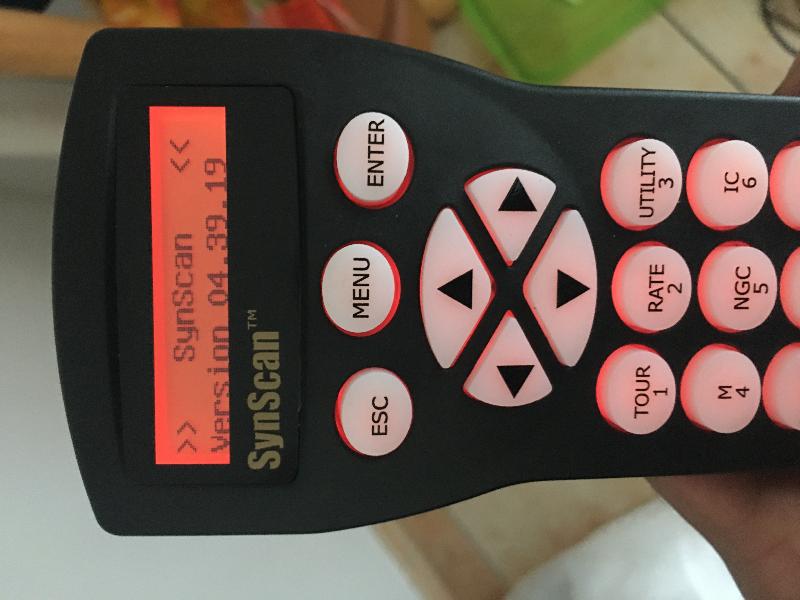 >> SynScan <<
Version 04.39.19
SynScan™
ESC
MENU
ENTER
TOUR
1
RATE
2
UTILITY
3
M
4
NGC
5
IC
6